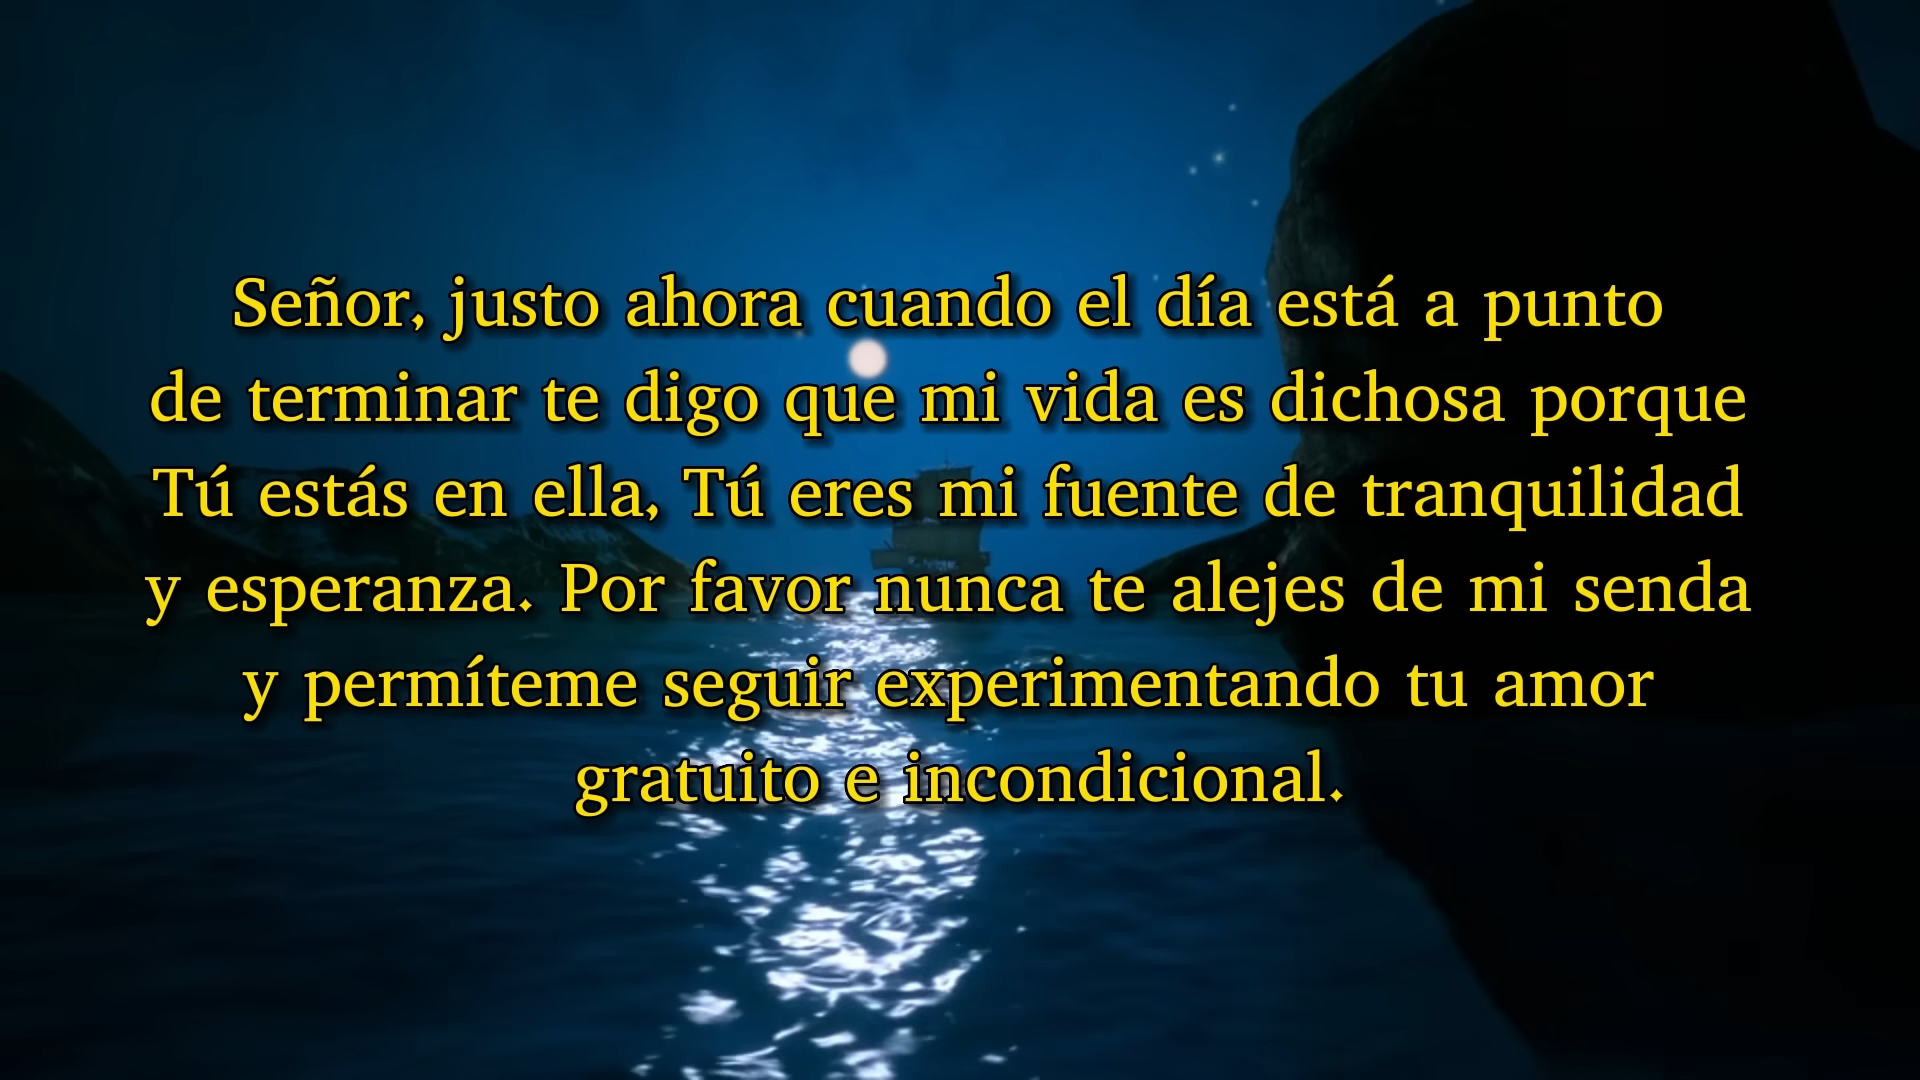 Señor, justo ahora cuando el día está a punto
de terminar te digo que mi vida es dichosa porque
Tú estás en ella, Tú eres mi fuente de tranquilidad
y esperanza. Por favor nunca te alejes de mi senda
y permíteme seguir experimentando tu amor
gratuito e incondicional.